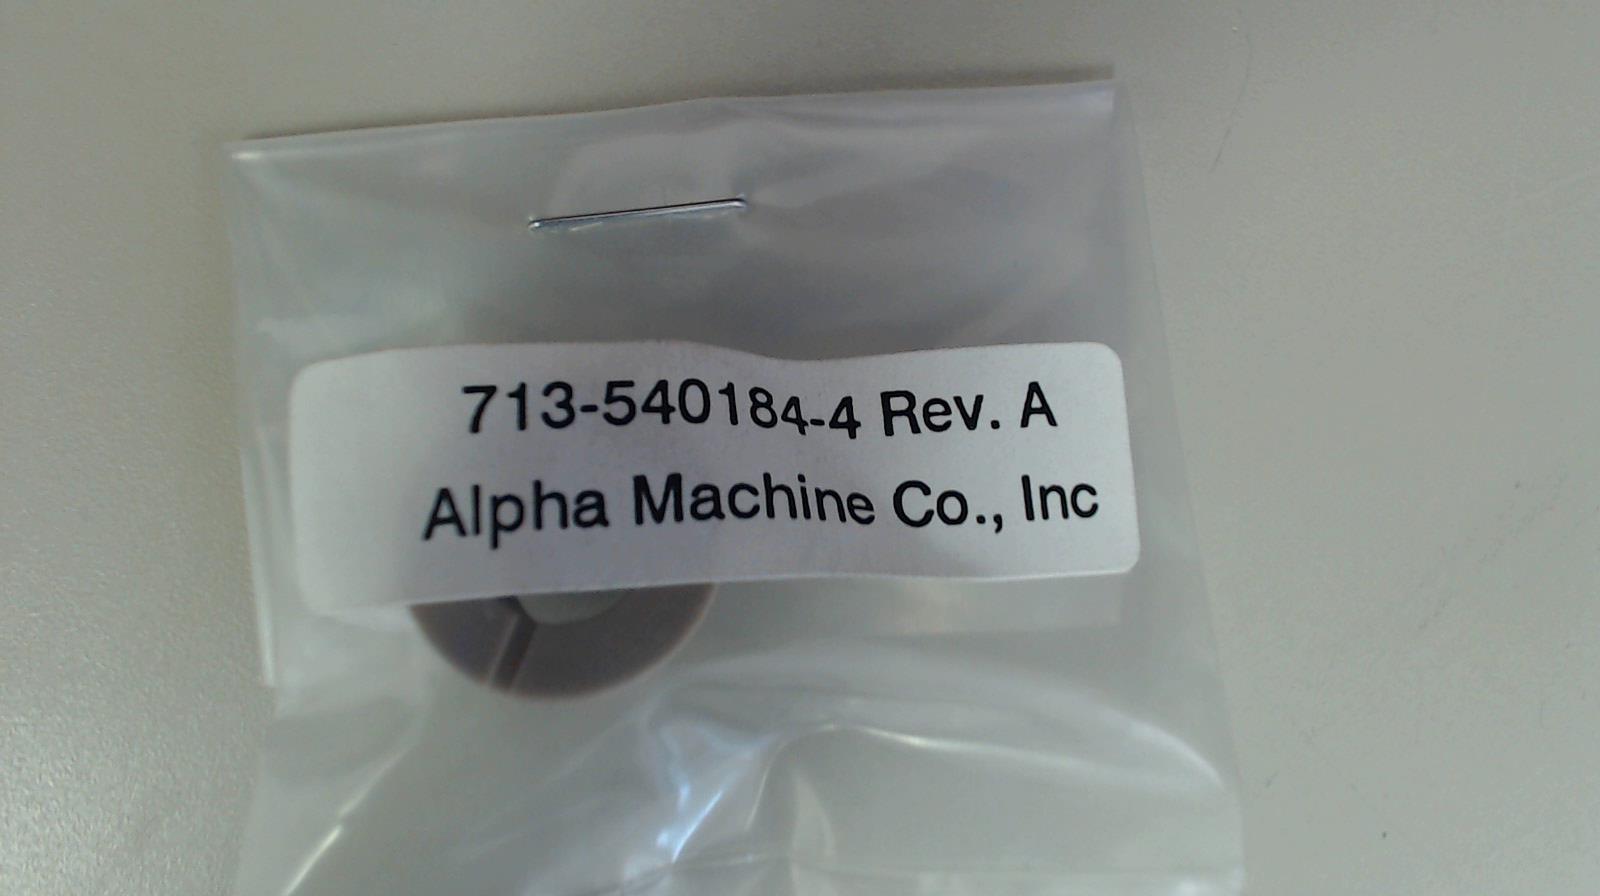 713-540184-4 Rev. A
Alpha Machine Co., Inc